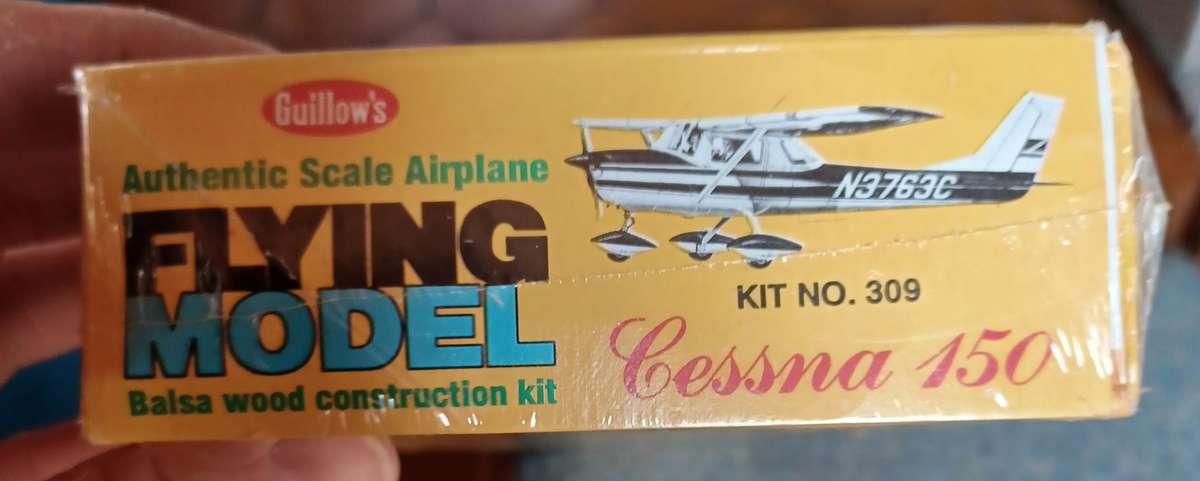 Guillow's
Authentic Scale Airplane
FLYING
MODEL
Balsa wood construction kit
N3763C
KIT NO. 309
Cessna 150